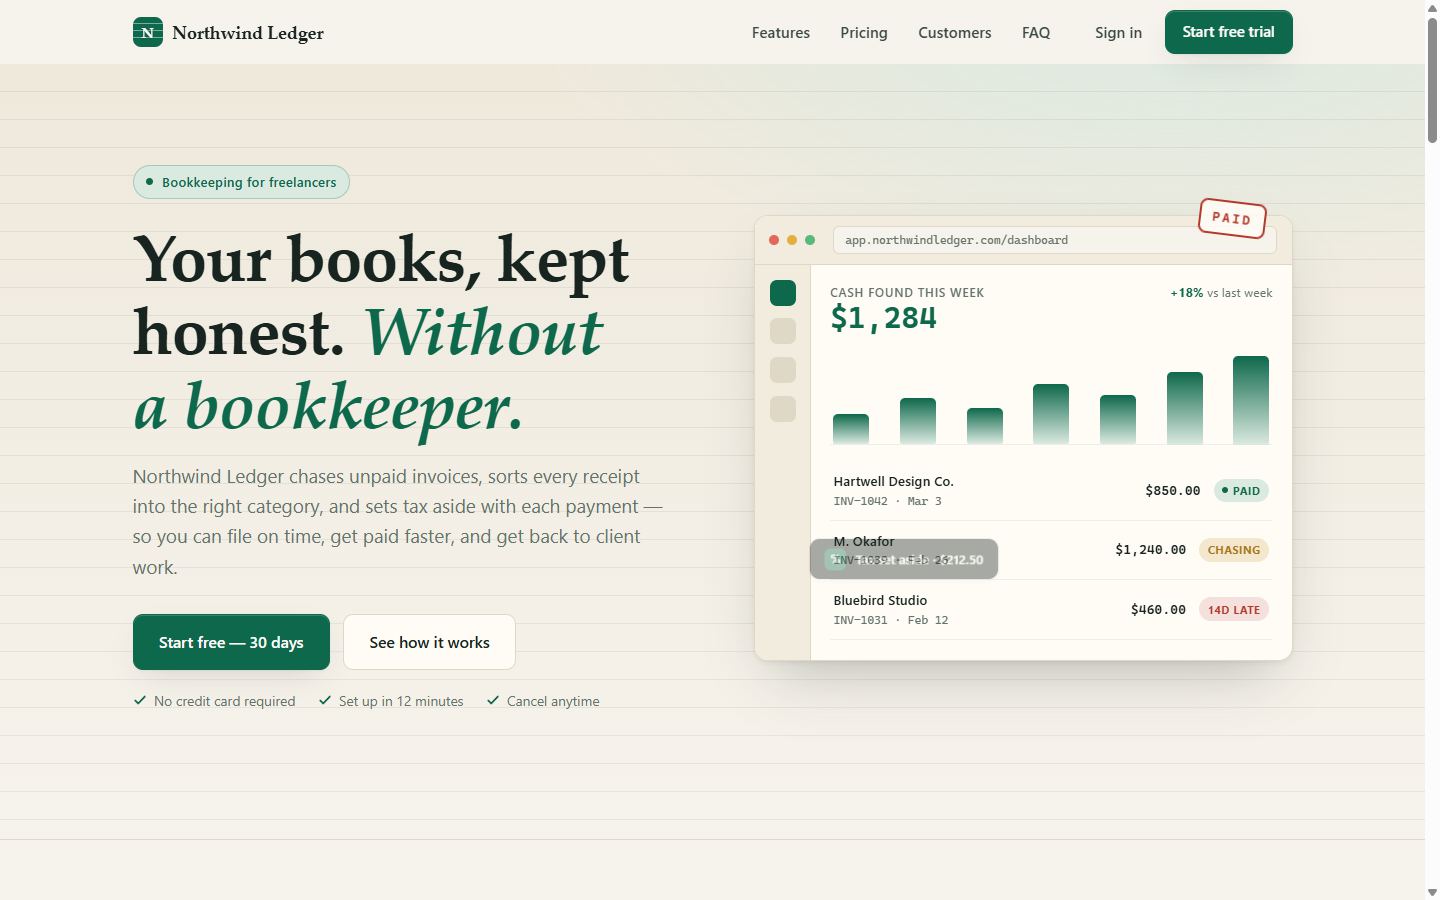 N Northwind Ledger
Features Pricing Customers FAQ Sign in Start free trial
Bookkeeping for freelancers
Your books, kept
honest. Without
a bookkeeper.
Northwind Ledger chases unpaid invoices, sorts every receipt
into the right category, and sets tax aside with each payment —
so you can file on time, get paid faster, and get back to client
work.
Start free — 30 days
See how it works
No credit card required
Set up in 12 minutes
Cancel anytime
PAID
app.northwindledger.com/dashboard
CASH FOUND THIS WEEK
+18% vs last week
$1,284
Hartwell Design Co.
INV-1042 · Mar 3
$850.00
PAID
M. Okafor
$1,240.00
CHASING
Bluebird Studio
INV-1031 · Feb 12
$460.00
14D LATE